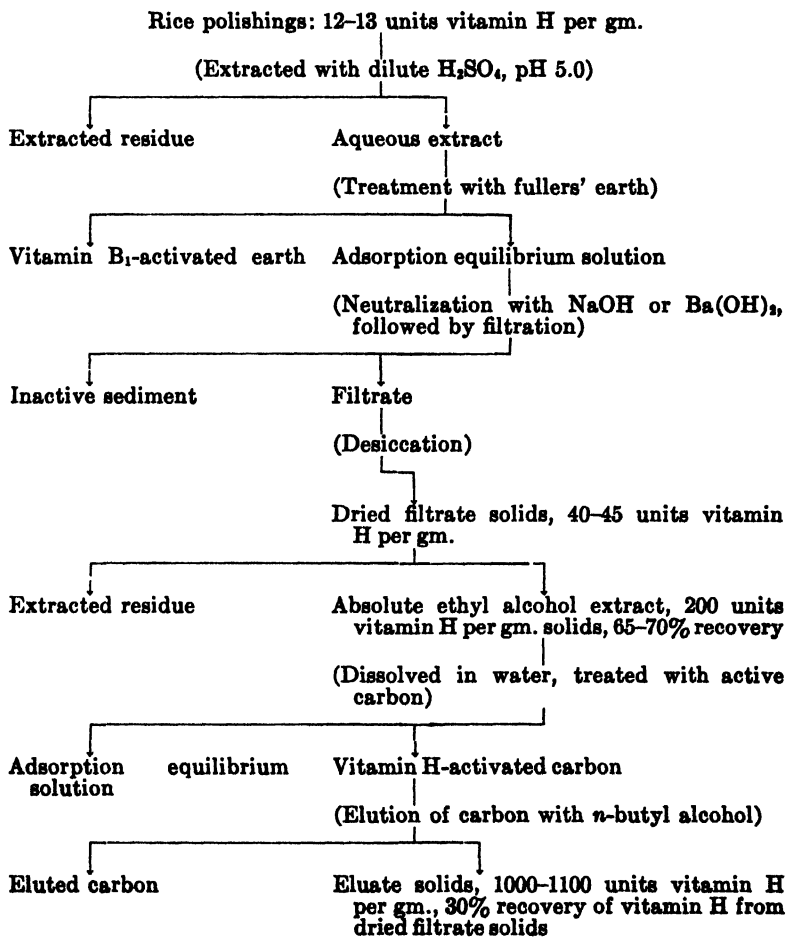 Rice polishings: 12–13 units vitamin H per gm.
(Extracted with dilute H₂SO₄, pH 5.0)
Extracted residue
Aqueous extract
(Treatment with fullers' earth)
Vitamin B₁-activated earth
Adsorption equilibrium solution
(Neutralization with NaOH or Ba(OH)₂,
followed by filtration)
Inactive sediment
Filtrate
(Desiccation)
Dried filtrate solids, 40–45 units vitamin
H per gm.
Extracted residue
Absolute ethyl alcohol extract, 200 units
vitamin H per gm. solids, 65–70% recovery
(Dissolved in water, treated with active
carbon)
Adsorption equilibrium
solution
Vitamin H-activated carbon
(Elution of carbon with n-butyl alcohol)
Eluted carbon
Eluate solids, 1000–1100 units vitamin H
per gm., 30% recovery of vitamin H from
dried filtrate solids